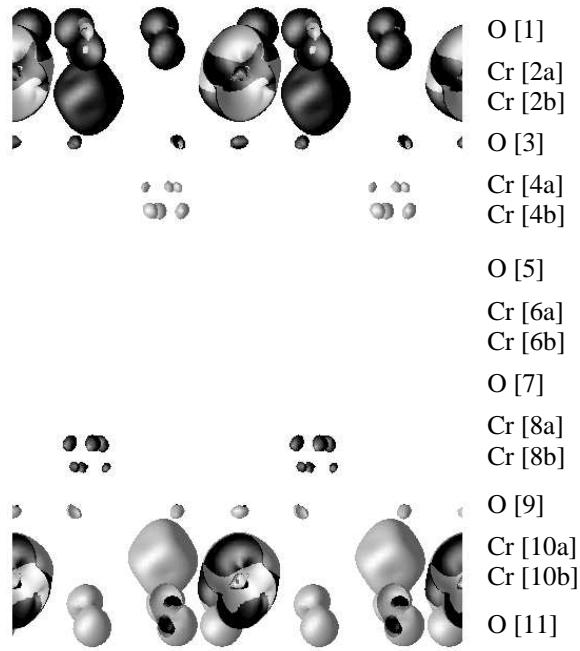 O [1]
Cr [2a]
Cr [2b]
O [3]
Cr [4a]
Cr [4b]
O [5]
Cr [6a]
Cr [6b]
O [7]
Cr [8a]
Cr [8b]
O [9]
Cr [10a]
Cr [10b]
O [11]